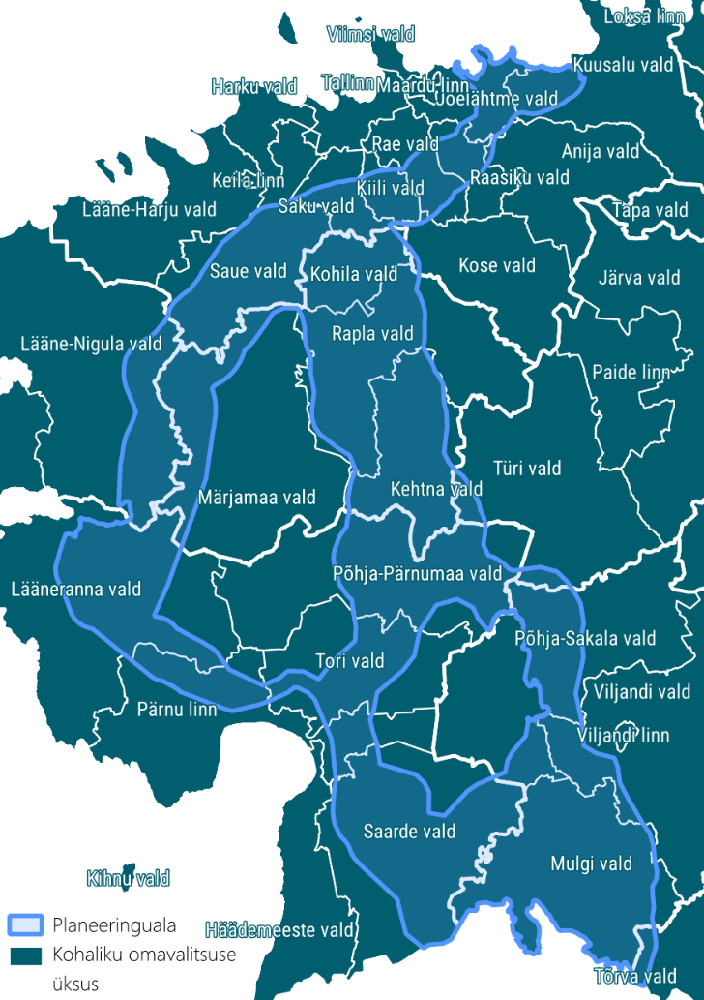 Loksa linn
Viimsi vald
Kuusalu vald
Harku vald
Tallinn
Maardu linn
Jõelähtme vald
Rae vald
Anija vald
Keila linn
Kiili vald
Raasiku vald
Lääne-Harju vald
Saku vald
Tapa vald
Saue vald
Kohila vald
Kose vald
Järva vald
Rapla vald
Lääne-Nigula vald
Paide linn
Türi vald
Märjamaa vald
Kehtna vald
Põhja-Pärnumaa vald
Lääneranna vald
Põhja-Sakala vald
Tori vald
Viljandi vald
Pärnu linn
Viljandi linn
Saarde vald
Mulgi vald
Kihnu vald
Häädemeeste vald
Tõrva vald
Planeeringuala
Kohaliku omavalitsuse
üksus